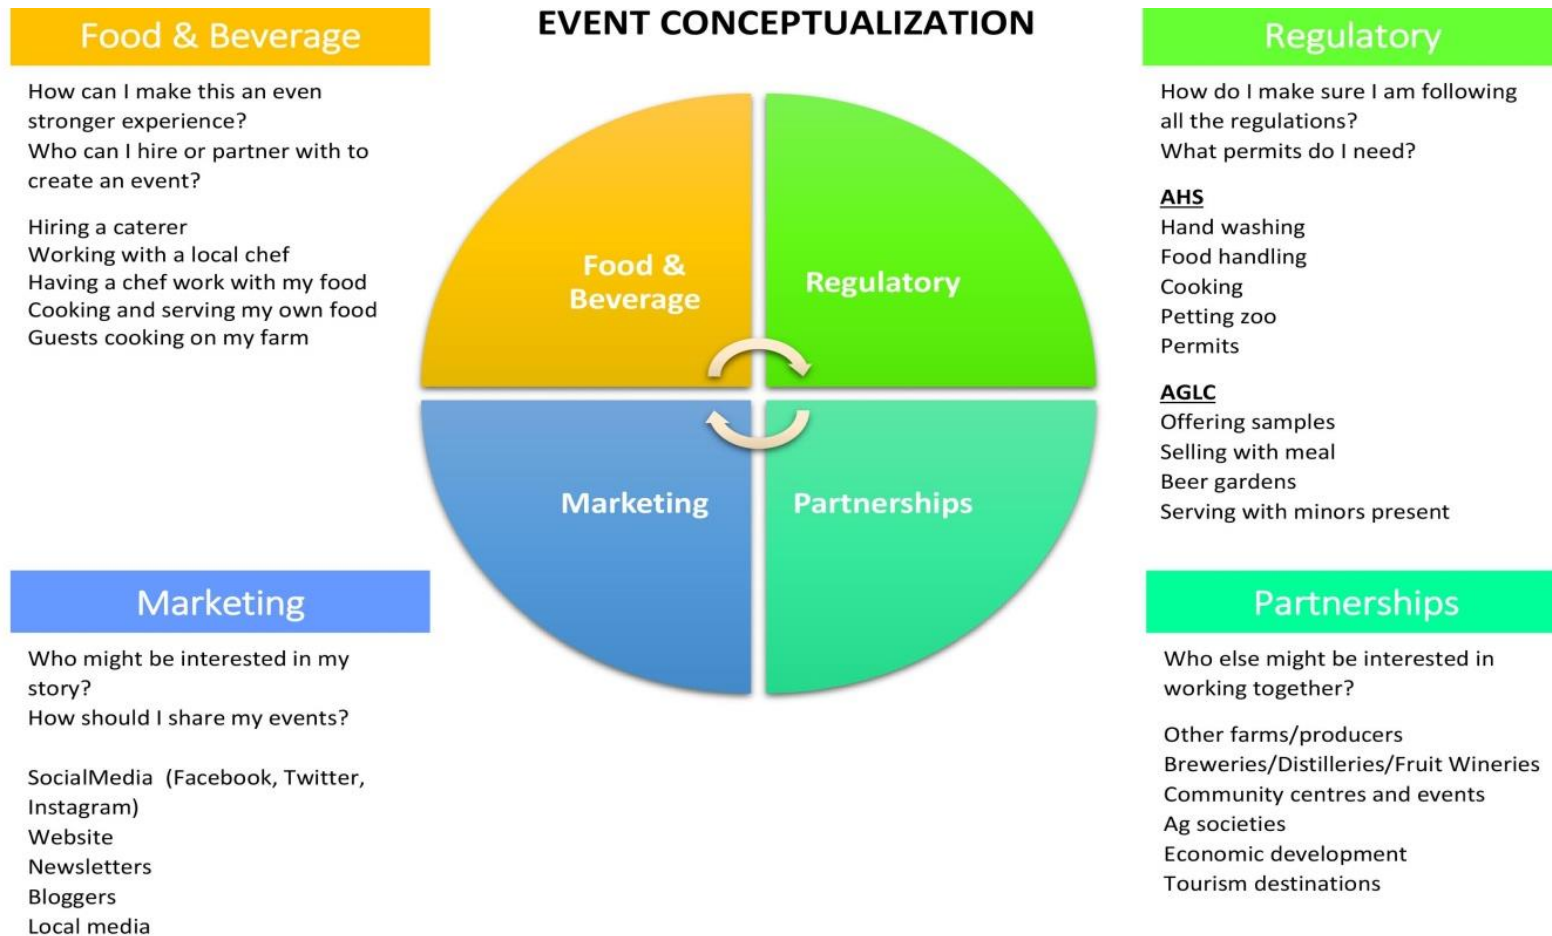 EVENT CONCEPTUALIZATION
Food & Beverage
How can I make this an even
stronger experience?
Who can I hire or partner with to
create an event?
Hiring a caterer
Working with a local chef
Having a chef work with my food
Cooking and serving my own food
Guests cooking on my farm
Regulatory
How do I make sure I am following
all the regulations?
What permits do I need?
AHS
Hand washing
Food handling
Cooking
Petting zoo
Permits
AGLC
Offering samples
Selling with meal
Beer gardens
Serving with minors present
Food &
Beverage
Regulatory
Marketing
Partnerships
Marketing
Who might be interested in my
story?
How should I share my events?
SocialMedia  (Facebook, Twitter,
Instagram)
Website
Newsletters
Bloggers
Local media
Partnerships
Who else might be interested in
working together?
Other farms/producers
Breweries/Distilleries/Fruit Wineries
Community centres and events
Ag societies
Economic development
Tourism destinations